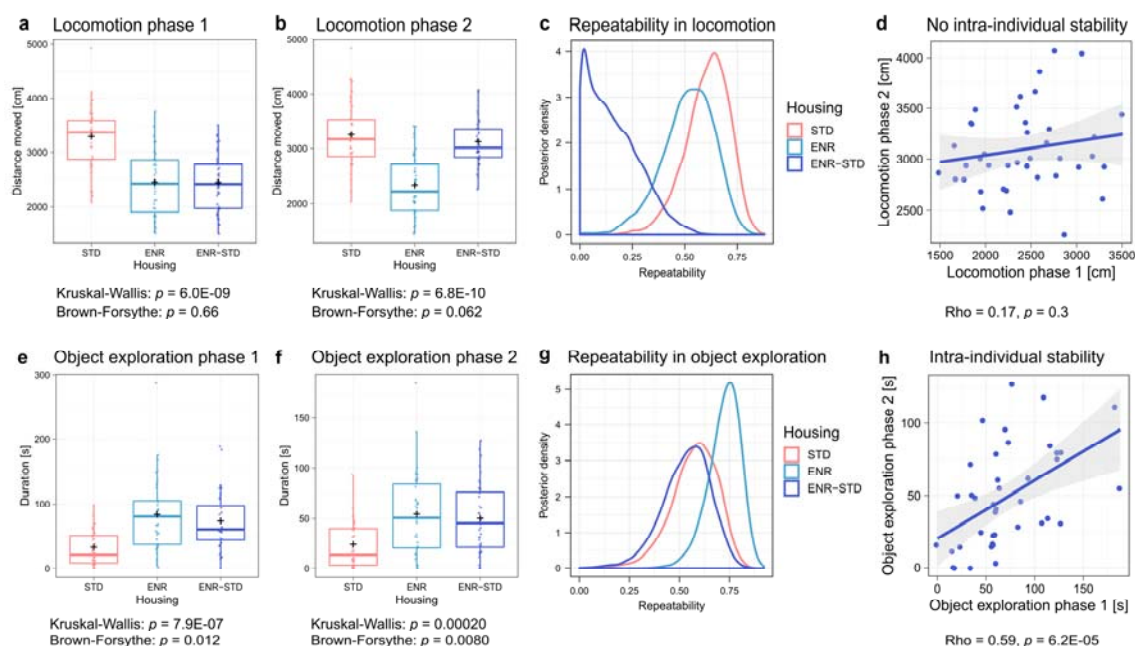 a Locomotion phase 1
Distance moved [cm]
5000
4000
3000
2000
STD ENR ENR-STD
Housing
Kruskal-Wallis: p = 6.0E-09
Brown-Forsythe: p = 0.66
b Locomotion phase 2
Distance moved [cm]
5000
4000
3000
2000
STD ENR ENR-STD
Housing
Kruskal-Wallis: p = 6.8E-10
Brown-Forsythe: p = 0.062
c Repeatability in locomotion
Posterior density
4
3
2
1
0
0.00 0.25 0.50 0.75
Repeatability
Housing
STD
ENR
ENR-STD
d No intra-individual stability
Locomotion phase 2 [cm]
4000
3500
3000
2500
1500 2000 2500 3000 3500
Locomotion phase 1 [cm]
Rho = 0.17, p = 0.3
e Object exploration phase 1
Duration [s]
300
200
100
0
STD ENR ENR-STD
Housing
Kruskal-Wallis: p = 7.9E-07
Brown-Forsythe: p = 0.012
f Object exploration phase 2
Duration [s]
150
100
50
0
STD ENR ENR-STD
Housing
Kruskal-Wallis: p = 0.00020
Brown-Forsythe: p = 0.0080
g Repeatability in object exploration
Posterior density
5
4
3
2
1
0
0.00 0.25 0.50 0.75
Repeatability
Housing
STD
ENR
ENR-STD
h Intra-individual stability
Object exploration phase 2 [s]
100
50
0
0 50 100 150
Object exploration phase 1 [s]
Rho = 0.59, p = 6.2E-05